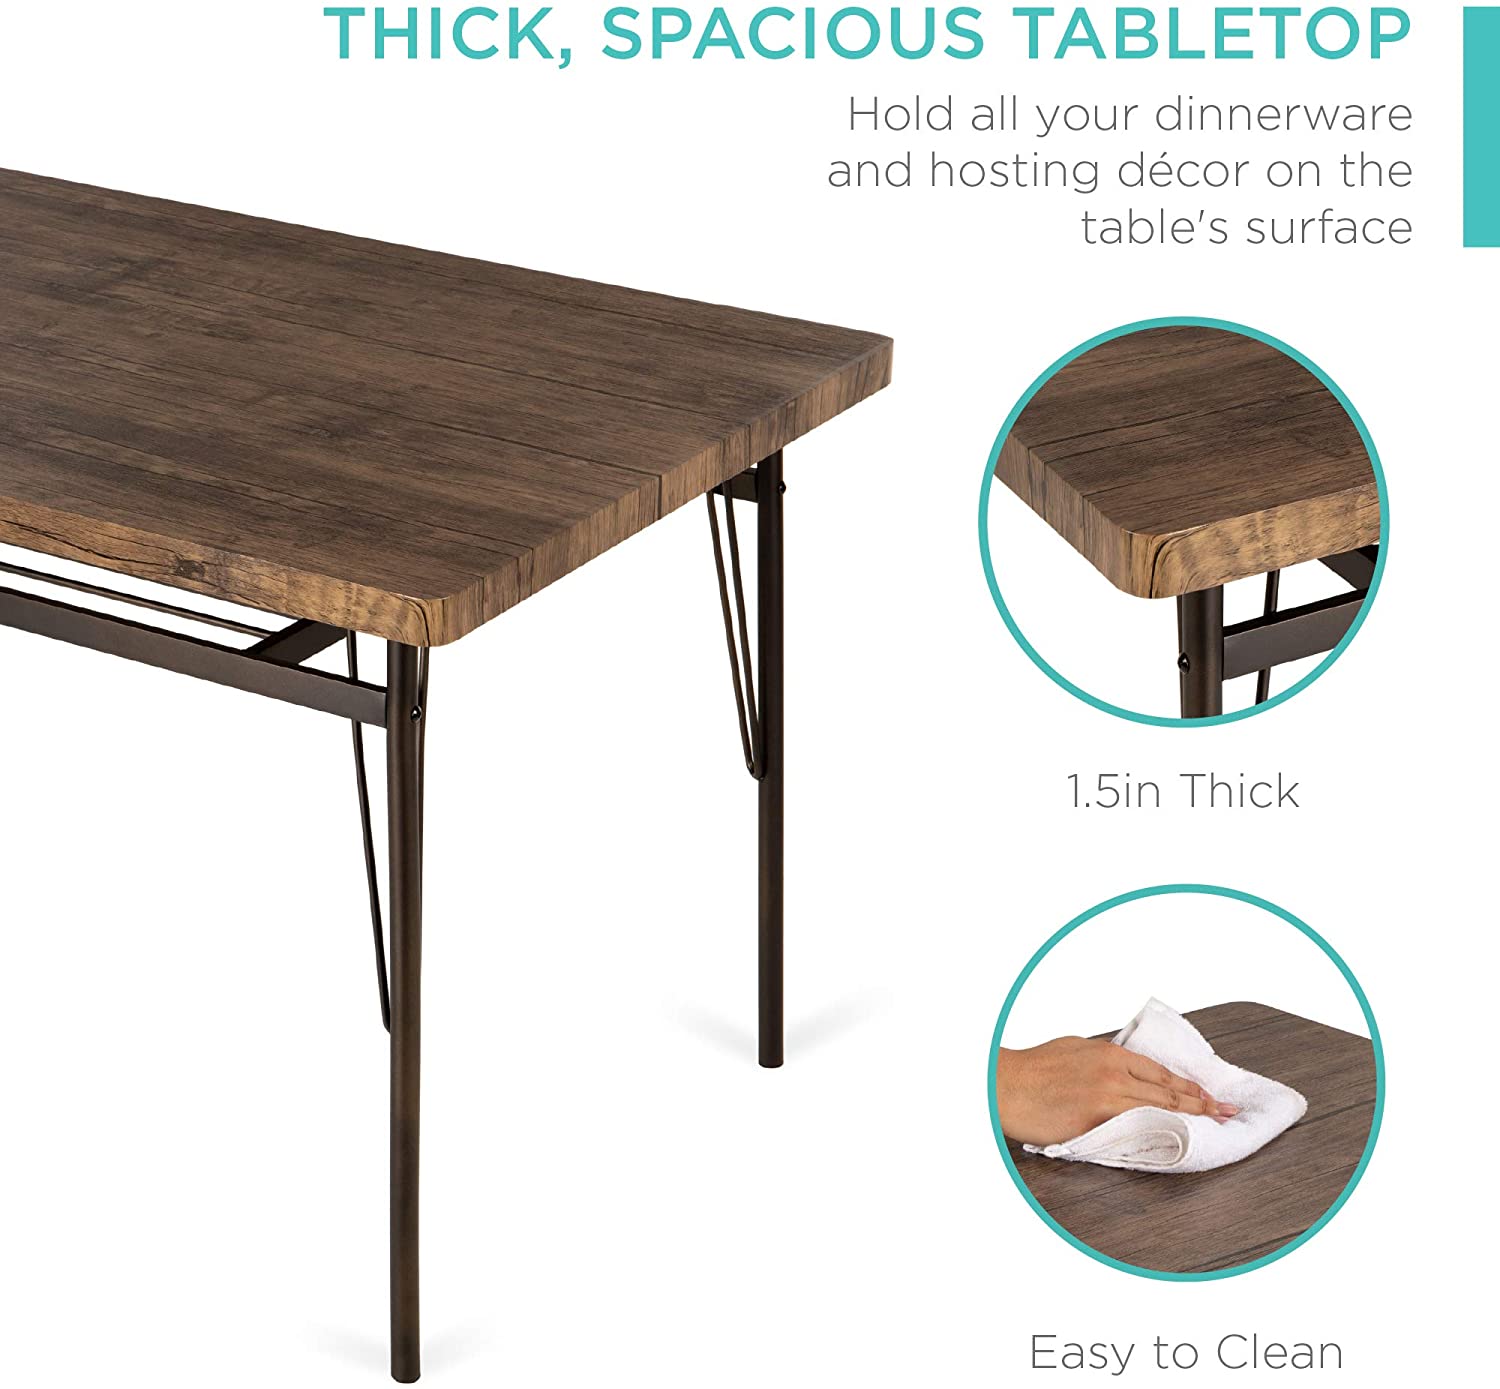 THICK, SPACIOUS TABLETOP
Hold all your dinnerware
and hosting décor on the
table's surface
1.5in Thick
Easy to Clean